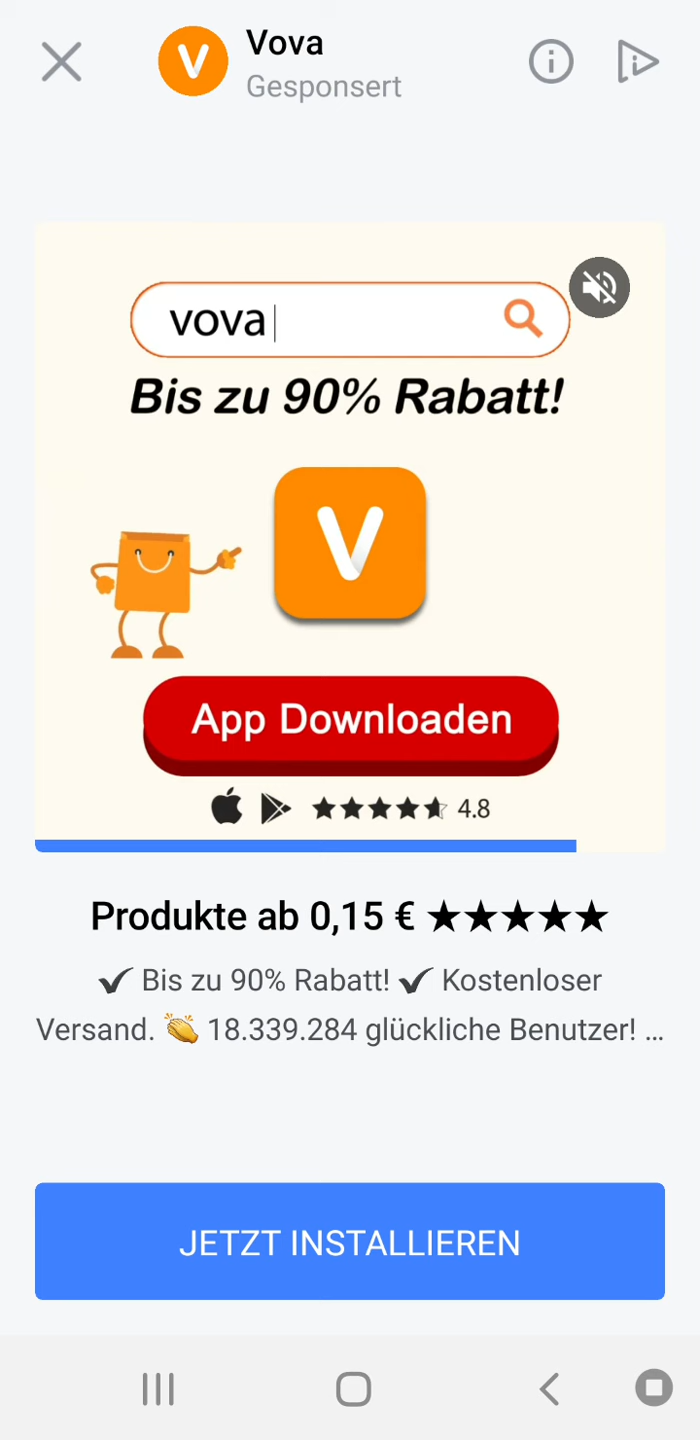 Vova
Gesponsert
vova
Bis zu 90% Rabatt!
V
App Downloaden
★★★★⯨ 4.8
Produkte ab 0,15 € ★★★★★
✔ Bis zu 90% Rabatt! ✔ Kostenloser
Versand. 👏 18.339.284 glückliche Benutzer! ...
JETZT INSTALLIEREN